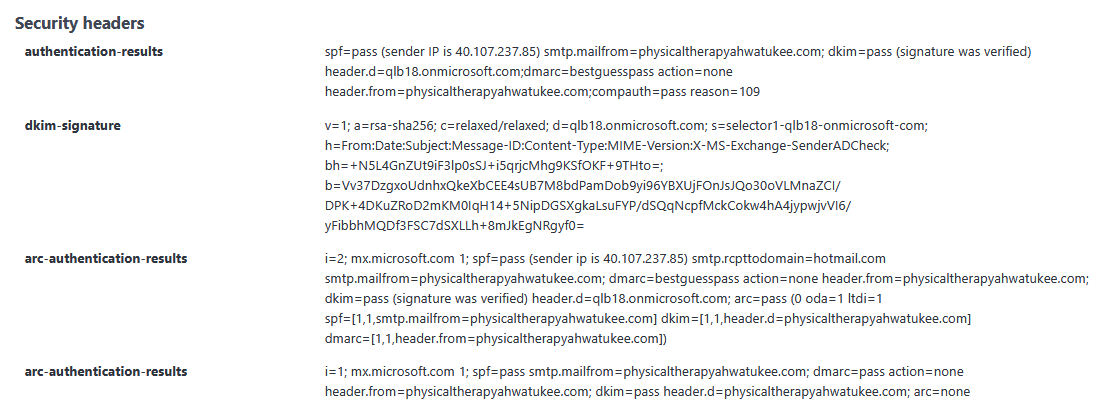 Security headers
authentication-results
spf=pass (sender IP is 40.107.237.85) smtp.mailfrom=physicaltherapyahwatukee.com; dkim=pass (signature was verified)
header.d=qlb18.onmicrosoft.com;dmarc=bestguesspass action=none
header.from=physicaltherapyahwatukee.com;compauth=pass reason=109
dkim-signature
v=1; a=rsa-sha256; c=relaxed/relaxed; d=qlb18.onmicrosoft.com; s=selector1-qlb18-onmicrosoft-com;
h=From:Date:Subject:Message-ID:Content-Type:MIME-Version:X-MS-Exchange-SenderADCheck;
bh=+N5L4GnZUt9iF3lp0sSJ+i5qrjcMhg9KSfOKF+9THto=;
b=Vv37DzgxoUdnhxQkeXbCEE4sUB7M8bdPamDob9yi96YBXUjFOnJsJQo30oVLMnaZCI/
DPK+4DKuZRoD2mKM0IqH14+5NipDGSXgkaLsuFYP/dSQqNcpfMckCokw4hA4jypwjvVI6/
yFibbhMQDf3FSC7dSXLLh+8mJkEgNRgyf0=
arc-authentication-results
i=2; mx.microsoft.com 1; spf=pass (sender ip is 40.107.237.85) smtp.rcpttodomain=hotmail.com
smtp.mailfrom=physicaltherapyahwatukee.com; dmarc=bestguesspass action=none header.from=physicaltherapyahwatukee.com;
dkim=pass (signature was verified) header.d=qlb18.onmicrosoft.com; arc=pass (0 oda=1 ltdi=1
spf=[1,1,smtp.mailfrom=physicaltherapyahwatukee.com] dkim=[1,1,header.d=physicaltherapyahwatukee.com]
dmarc=[1,1,header.from=physicaltherapyahwatukee.com])
arc-authentication-results
i=1; mx.microsoft.com 1; spf=pass smtp.mailfrom=physicaltherapyahwatukee.com; dmarc=pass action=none
header.from=physicaltherapyahwatukee.com; dkim=pass header.d=physicaltherapyahwatukee.com; arc=none